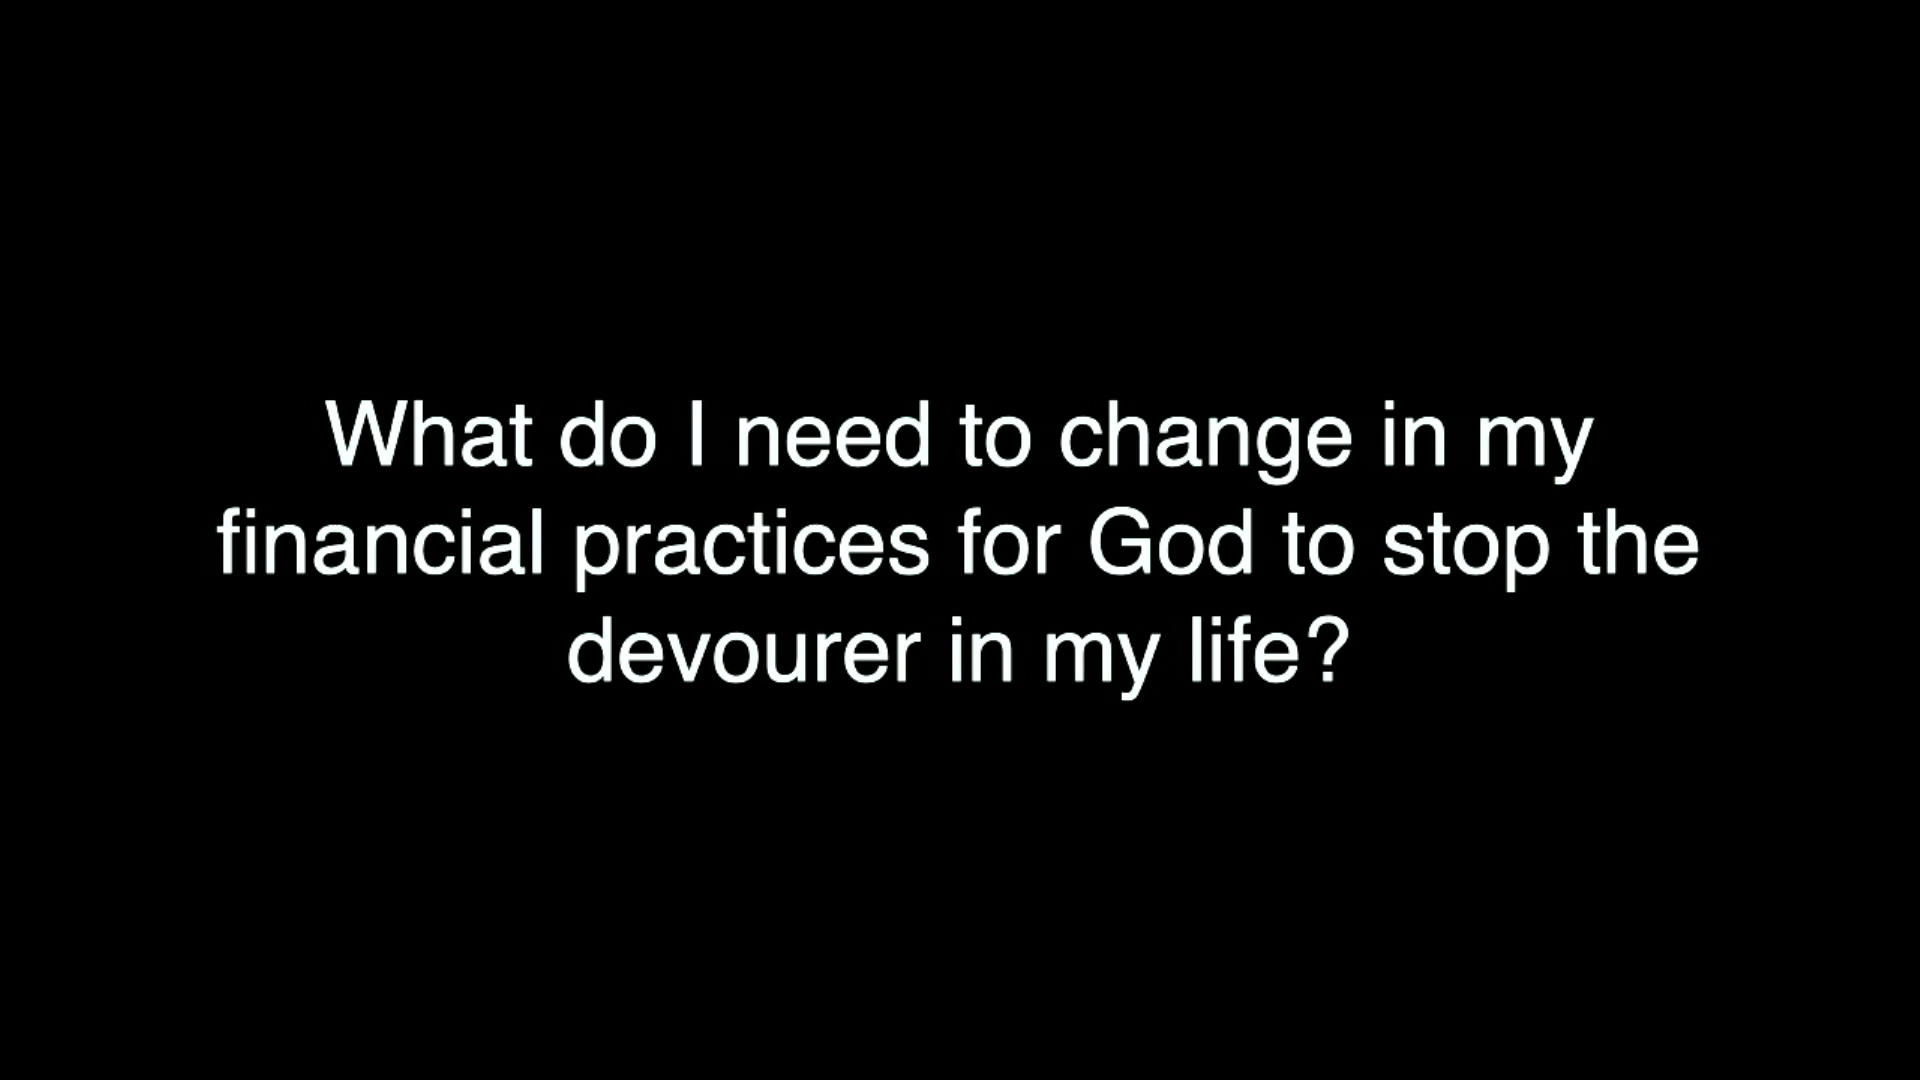 What do I need to change in my
financial practices for God to stop the
devourer in my life?